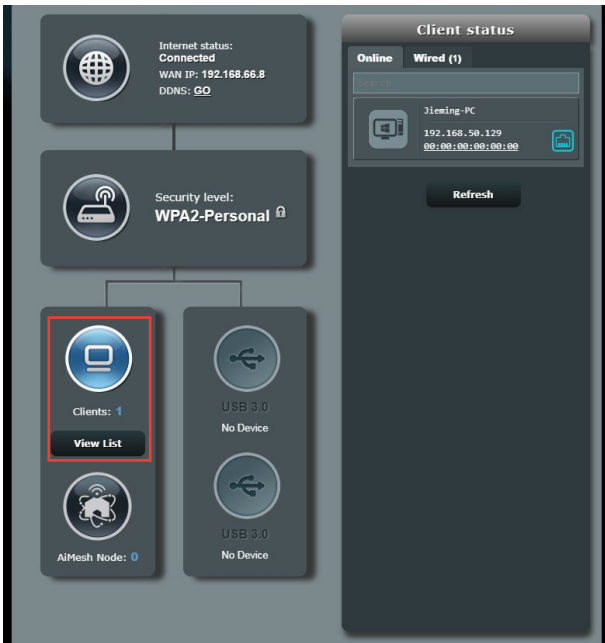 Internet status:
Connected
WAN IP: 192.168.66.8
DDNS: GO
Security level:
WPA2-Personal
Clients: 1
View List
AiMesh Node: 0
USB 3.0
No Device
USB 3.0
No Device
Client status
Online Wired (1)
Search
Jieming-PC
192.168.50.129
00:00:00:00:00:00
Refresh